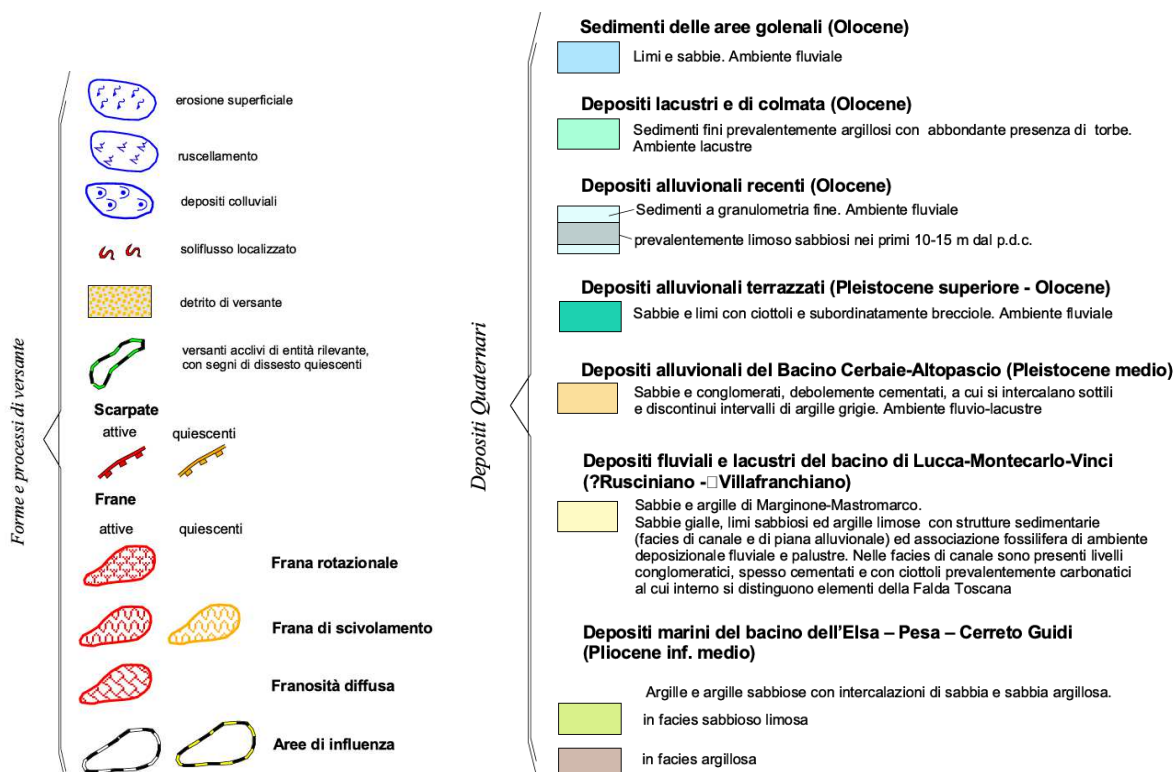 Forme e processi di versante
erosione superficiale
ruscellamento
depositi colluviali
soliflusso localizzato
detrito di versante
versanti acclivi di entità rilevante,
con segni di dissesto quiescenti
Scarpate
attive quiescenti
Frane
attive quiescenti
Frana rotazionale
Frana di scivolamento
Franosità diffusa
Aree di influenza
Depositi Quaternari
Sedimenti delle aree golenali (Olocene)
Limi e sabbie. Ambiente fluviale
Depositi lacustri e di colmata (Olocene)
Sedimenti fini prevalentemente argillosi con abbondante presenza di torbe.
Ambiente lacustre
Depositi alluvionali recenti (Olocene)
Sedimenti a granulometria fine. Ambiente fluviale
prevalentemente limoso sabbiosi nei primi 10-15 m dal p.d.c.
Depositi alluvionali terrazzati (Pleistocene superiore - Olocene)
Sabbie e limi con ciottoli e subordinatamente brecciole. Ambiente fluviale
Depositi alluvionali del Bacino Cerbaie-Altopascio (Pleistocene medio)
Sabbie e conglomerati, debolemente cementati, a cui si intercalano sottili
e discontinui intervalli di argille grigie. Ambiente fluvio-lacustre
Depositi fluviali e lacustri del bacino di Lucca-Montecarlo-Vinci
(?Rusciniano -□Villafranchiano)
Sabbie e argille di Marginone-Mastromarco.
Sabbie gialle, limi sabbiosi ed argille limose con strutture sedimentarie
(facies di canale e di piana alluvionale) ed associazione fossilifera di ambiente
deposizionale fluviale e palustre. Nelle facies di canale sono presenti livelli
conglomeratici, spesso cementati e con ciottoli prevalentemente carbonatici
al cui interno si distinguono elementi della Falda Toscana
Depositi marini del bacino dell'Elsa – Pesa – Cerreto Guidi
(Pliocene inf. medio)
Argille e argille sabbiose con intercalazioni di sabbia e sabbia argillosa.
in facies sabbioso limosa
in facies argillosa